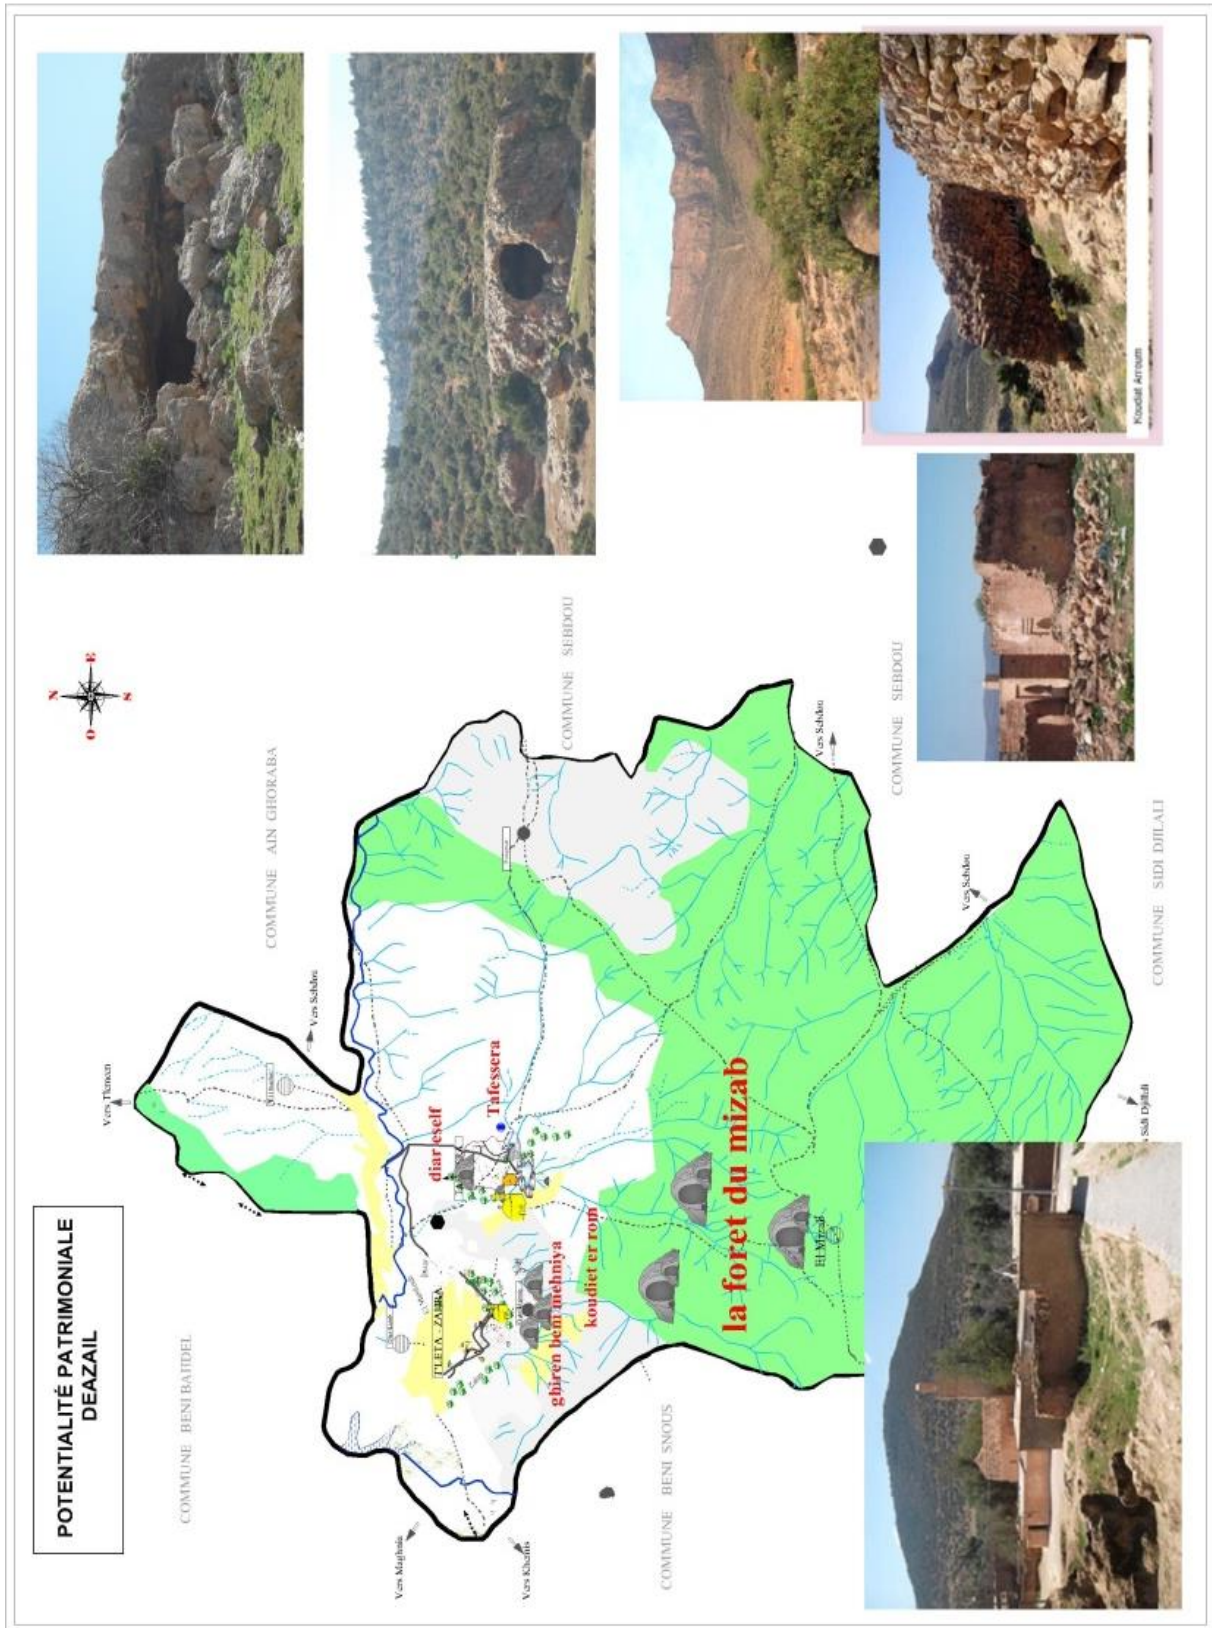 POTENTIALITÉ PATRIMONIALE
DEAZAIL
N
O
E
S
Vers Tlemcen
COMMUNE AIN GHORABA
Vers Sebdou
COMMUNE SEBDOU
COMMUNE BENI BAHDEL
diar eself
Tafessera
T'LETA - ZAHRA
ghiren beni mehniya
koudiet er rom
la foret du mizab
El Mizab
Vers Maghnia
Vers Khemis
COMMUNE BENI SNOUS
Vers Sebdou
COMMUNE SEBDOU
Vers Sebdou
COMMUNE SIDI DJILALI
Sidi Djilali
Koudiat Arroum